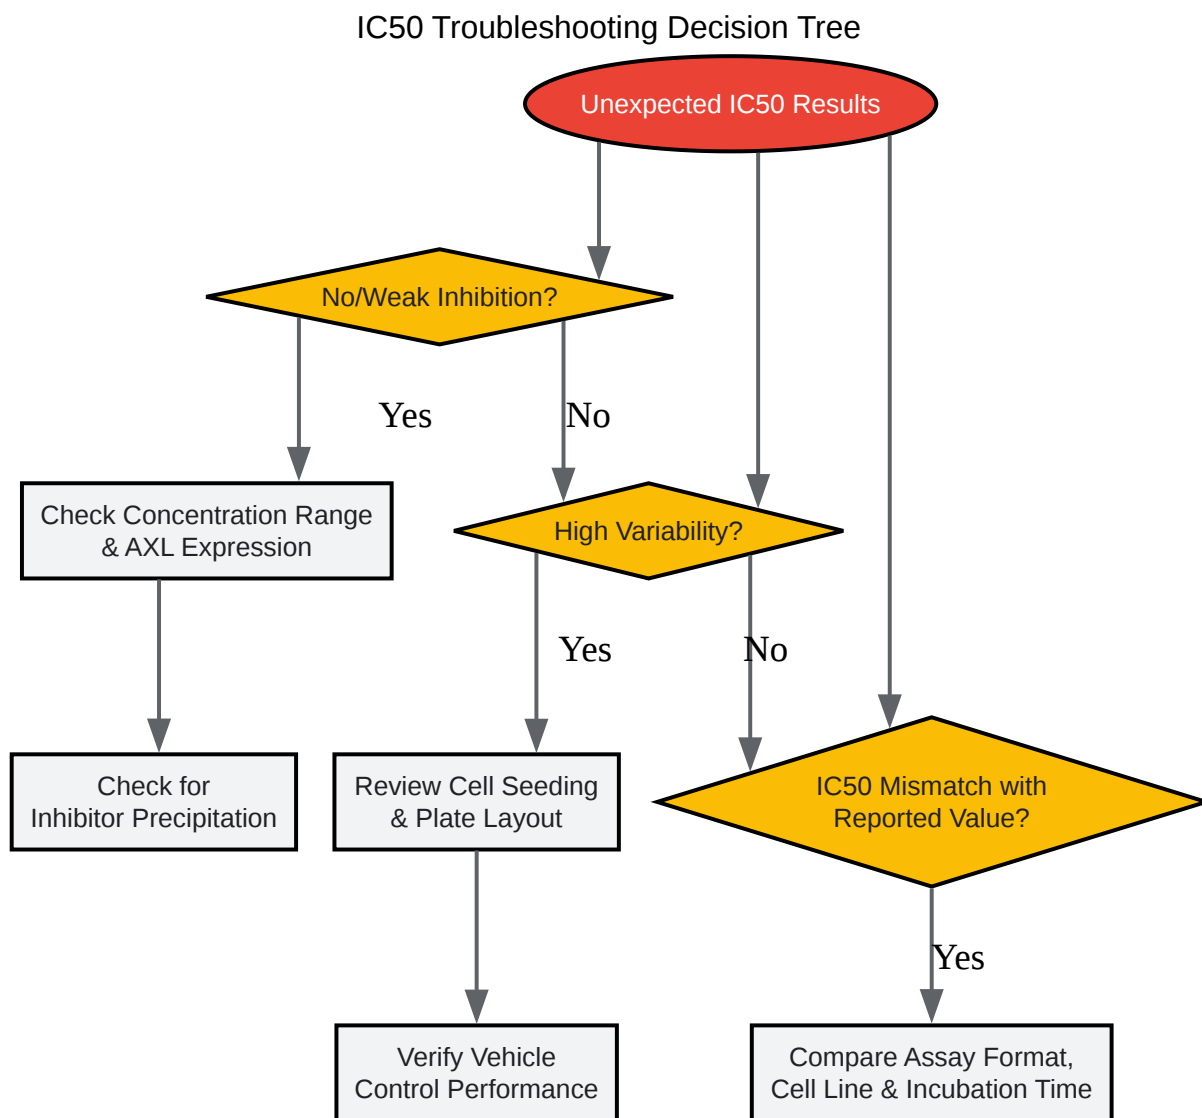 IC50 Troubleshooting Decision Tree
Unexpected IC50 Results
No/Weak Inhibition?
Yes
No
Check Concentration Range
& AXL Expression
High Variability?
Yes
No
Check for
Inhibitor Precipitation
Review Cell Seeding
& Plate Layout
IC50 Mismatch with
Reported Value?
Yes
Verify Vehicle
Control Performance
Compare Assay Format,
Cell Line & Incubation Time